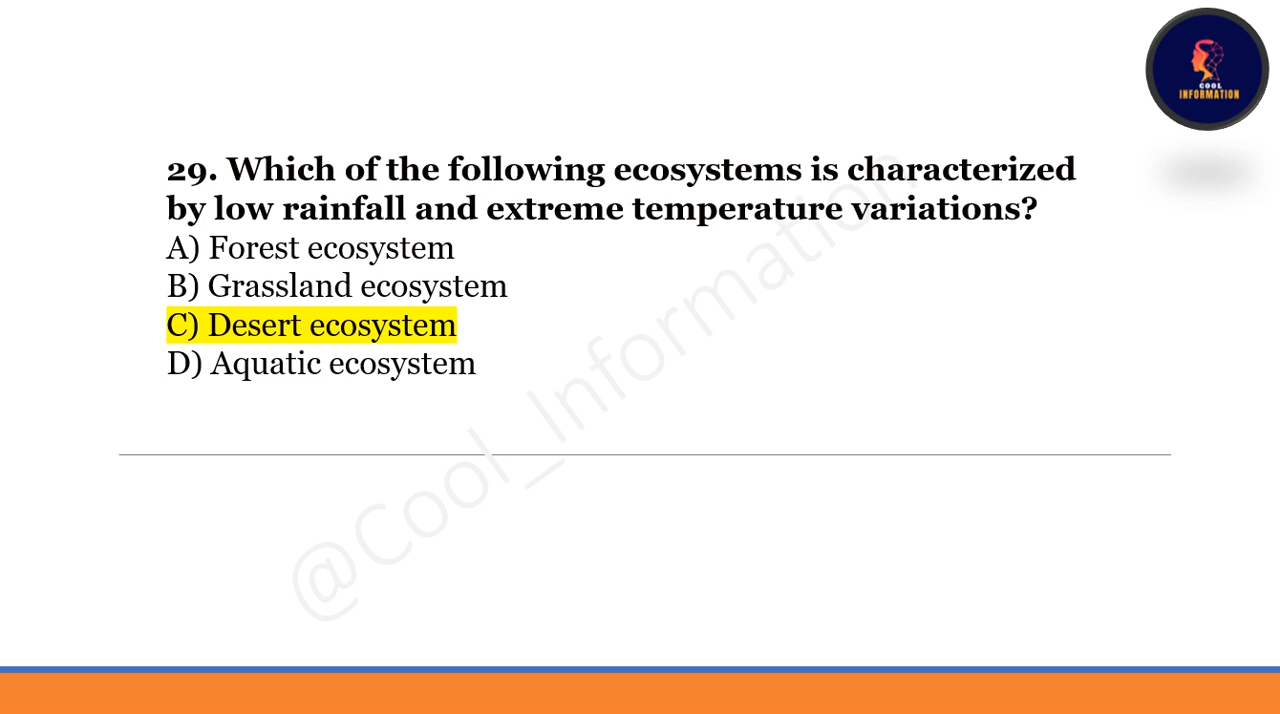 COOL
INFORMATION
29. Which of the following ecosystems is characterized
by low rainfall and extreme temperature variations?
A) Forest ecosystem
B) Grassland ecosystem
C) Desert ecosystem
D) Aquatic ecosystem
@Cool_Information